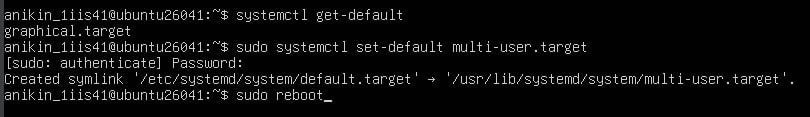 anikin_1iis41@ubuntu26041:~$ systemctl get-default
graphical.target
anikin_1iis41@ubuntu26041:~$ sudo systemctl set-default multi-user.target
[sudo: authenticate] Password:
Created symlink '/etc/systemd/system/default.target' → '/usr/lib/systemd/system/multi-user.target'.
anikin_1iis41@ubuntu26041:~$ sudo reboot_